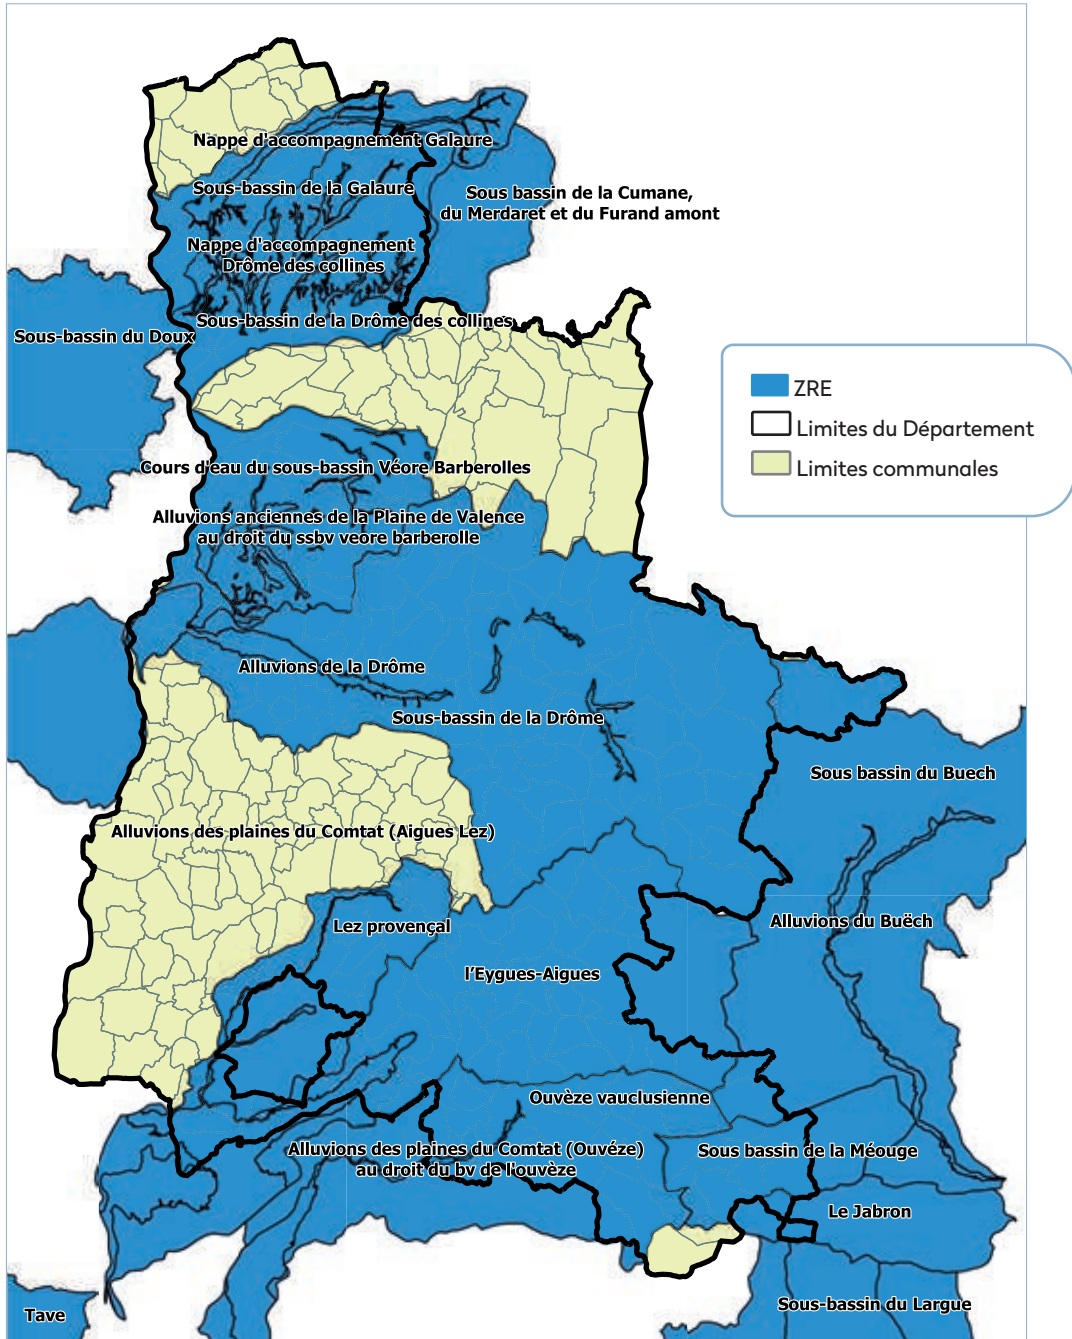 Nappe d'accompagnement Galaure
Sous-bassin de la Galaure
Sous bassin de la Cumane,
du Merdaret et du Furand amont
Nappe d'accompagnement
Drôme des collines
Sous-bassin de la Drôme des collines
Sous-bassin du Doux
ZRE
Limites du Département
Limites communales
Cours d'eau du sous-bassin Véore Barberolles
Alluvions anciennes de la Plaine de Valence
au droit du ssbv veore barberolle
Alluvions de la Drôme
Sous-bassin de la Drôme
Sous bassin du Buech
Alluvions des plaines du Comtat (Aigues Lez)
Lez provençal
Alluvions du Buëch
l'Eygues-Aigues
Ouvèze vauclusienne
Alluvions des plaines du Comtat (Ouvéze)
au droit du bv de l'ouvèze
Sous bassin de la Méouge
Le Jabron
Sous-bassin du Largue
Tave